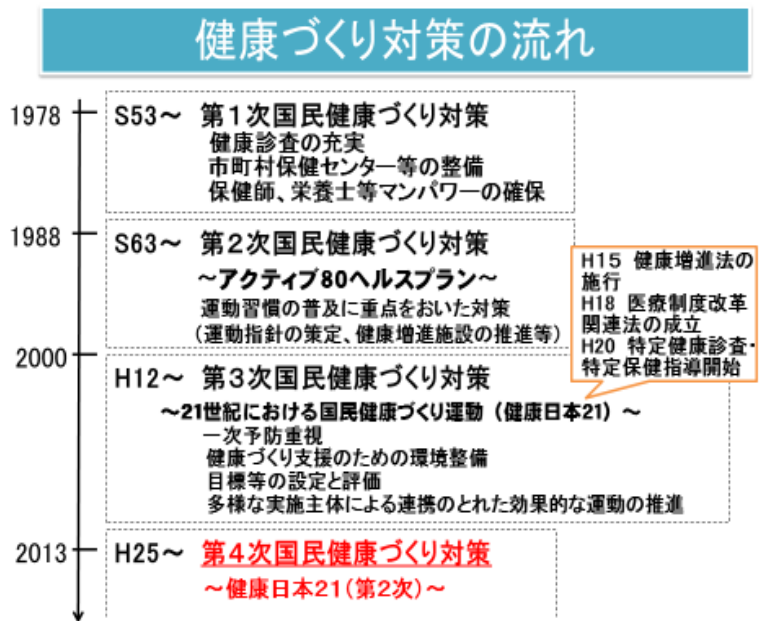 健康づくり対策の流れ
1978
S53～ 第1次国民健康づくり対策
健康診査の充実
市町村保健センター等の整備
保健師、栄養士等マンパワーの確保
1988
S63～ 第2次国民健康づくり対策
～アクティブ80ヘルスプラン～
運動習慣の普及に重点をおいた対策
(運動指針の策定、健康増進施設の推進等)
H15 健康増進法の
施行
H18 医療制度改革
関連法の成立
H20 特定健康診査・
特定保健指導開始
2000
H12～ 第3次国民健康づくり対策
～21世紀における国民健康づくり運動（健康日本21）～
一次予防重視
健康づくり支援のための環境整備
目標等の設定と評価
多様な実施主体による連携のとれた効果的な運動の推進
2013
H25～ 第4次国民健康づくり対策
～健康日本21(第2次)～